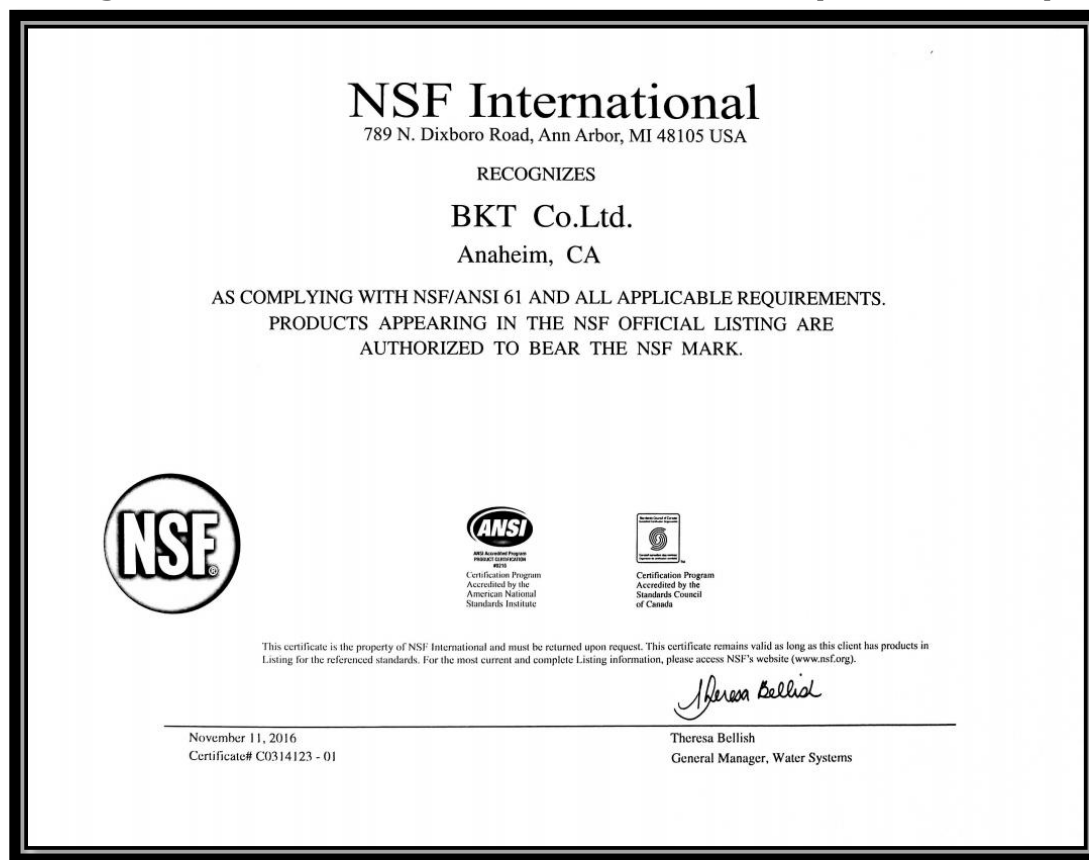 NSF International
789 N. Dixboro Road, Ann Arbor, MI 48105 USA
RECOGNIZES
BKT Co.Ltd.
Anaheim, CA
AS COMPLYING WITH NSF/ANSI 61 AND ALL APPLICABLE REQUIREMENTS.
PRODUCTS APPEARING IN THE NSF OFFICIAL LISTING ARE
AUTHORIZED TO BEAR THE NSF MARK.
NSF®
ANSI
ANSI Accredited Program
PRODUCT CERTIFICATION
Certification Program
Accredited by the
American National
Standards Institute
Certification Program
Accredited by the
Standards Council
of Canada
This certificate is the property of NSF International and must be returned upon request. This certificate remains valid as long as this client has products in
Listing for the referenced standards. For the most current and complete Listing information, please access NSF's website (www.nsf.org).
Theresa Bellish
November 11, 2016
Certificate# C0314123 - 01
Theresa Bellish
General Manager, Water Systems